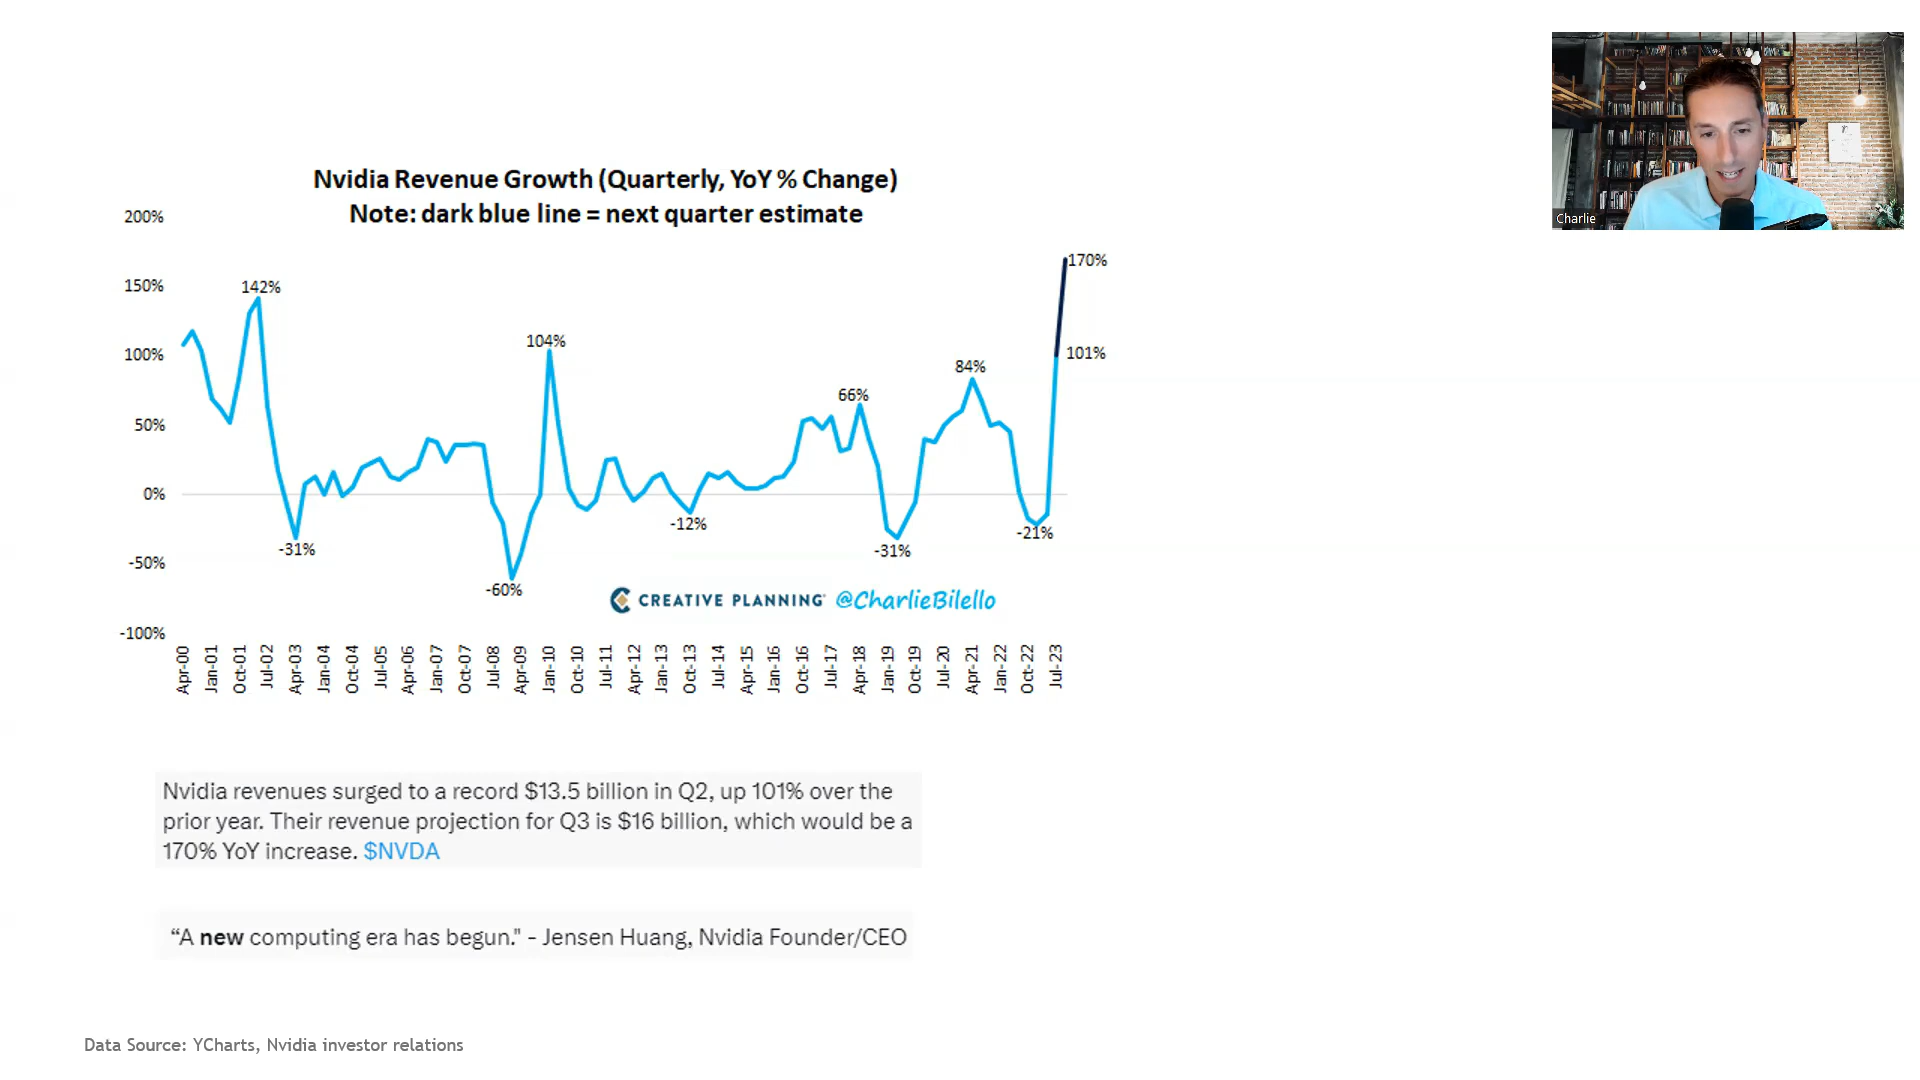 Charlie
Nvidia Revenue Growth (Quarterly, YoY % Change)
Note: dark blue line = next quarter estimate
200%
150%
100%
50%
0%
-50%
-100%
142%
-31%
-60%
104%
-12%
66%
-31%
84%
-21%
170%
101%
CREATIVE PLANNING @CharlieBilello
Apr-00
Jan-01
Oct-01
Jul-02
Apr-03
Jan-04
Oct-04
Jul-05
Apr-06
Jan-07
Oct-07
Jul-08
Apr-09
Jan-10
Oct-10
Jul-11
Apr-12
Jan-13
Oct-13
Jul-14
Apr-15
Jan-16
Oct-16
Jul-17
Apr-18
Jan-19
Oct-19
Jul-20
Apr-21
Jan-22
Oct-22
Jul-23
Nvidia revenues surged to a record $13.5 billion in Q2, up 101% over the
prior year. Their revenue projection for Q3 is $16 billion, which would be a
170% YoY increase. $NVDA
“A new computing era has begun." - Jensen Huang, Nvidia Founder/CEO
Data Source: YCharts, Nvidia investor relations